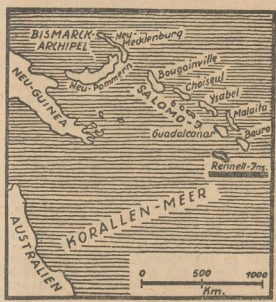 BISMARCK-
ARCHIPEL
Neu-
Mecklenburg
Neu-Pommern
NEU-GUINEA
Bougainville
Choiseul
Ysabel
SALOMO-I.
Malaita
Guadalcanar
Bauro
Rennell-Ins.
KORALLEN-MEER
AUSTRALIEN
0 500 1000
Km.